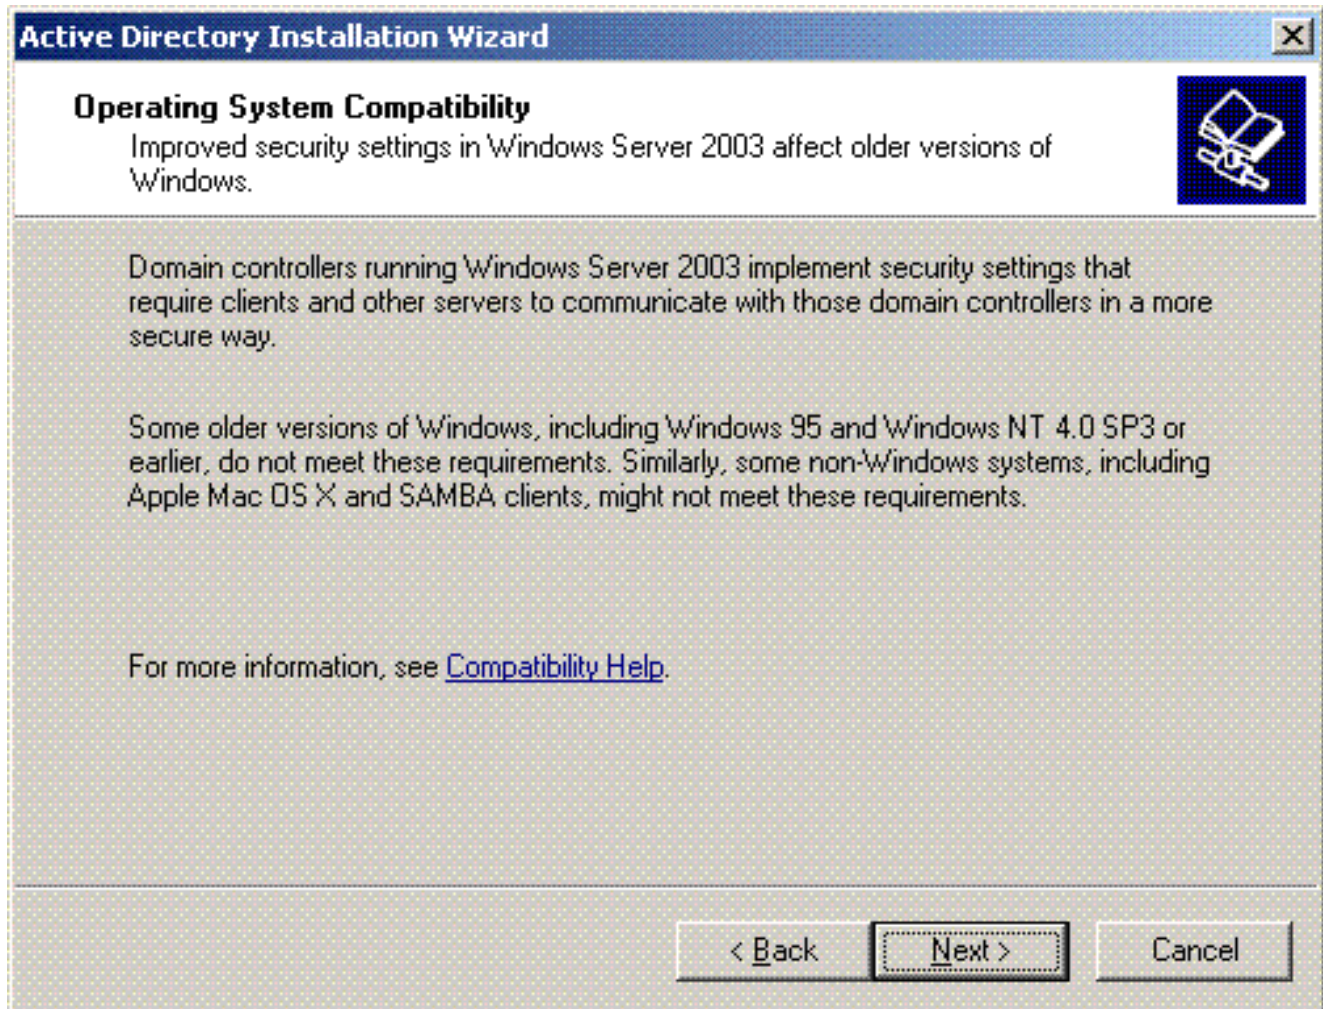 Active Directory Installation Wizard
Operating System Compatibility
Improved security settings in Windows Server 2003 affect older versions of
Windows.
Domain controllers running Windows Server 2003 implement security settings that
require clients and other servers to communicate with those domain controllers in a more
secure way.
Some older versions of Windows, including Windows 95 and Windows NT 4.0 SP3 or
earlier, do not meet these requirements. Similarly, some non-Windows systems, including
Apple Mac OS X and SAMBA clients, might not meet these requirements.
For more information, see Compatibility Help.
< Back Next > Cancel